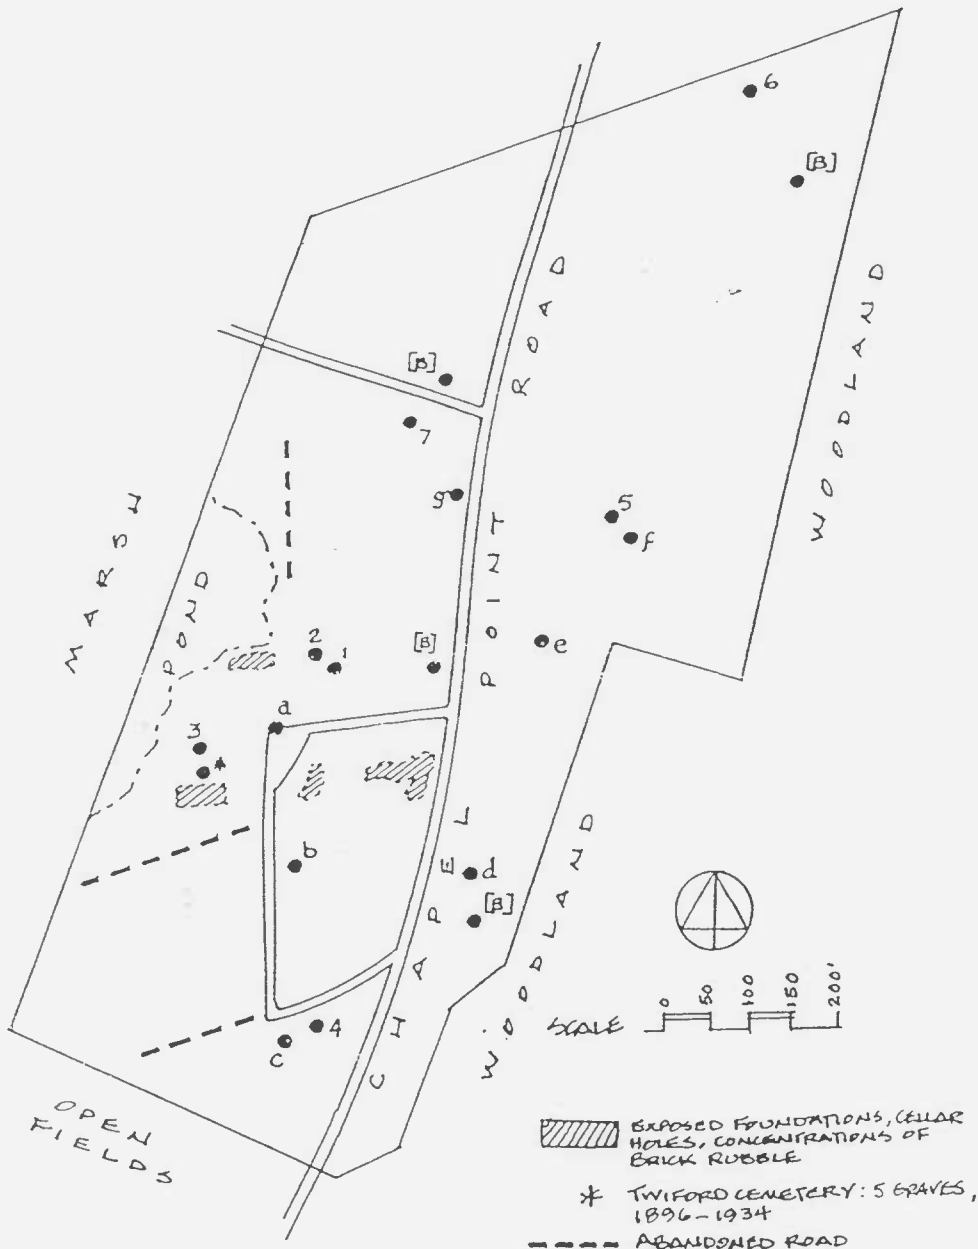 6
[B]
ROAD
[B]
WOODLAND
7
g
MARSH
POND
POINT
5
f
2
1
[B]
e
a
3
*
b
CHAPEL
d
[B]
WOODLAND
0 50 100 150 200'
SCALE
4
c
OPEN
FIELDS
EXPOSED FOUNDATIONS, CELLAR
HOLES, CONCENTRATIONS OF
BRICK RUBBLE
* TWIFORD CEMETERY: 5 GRAVES,
1896-1934
ABANDONED ROAD